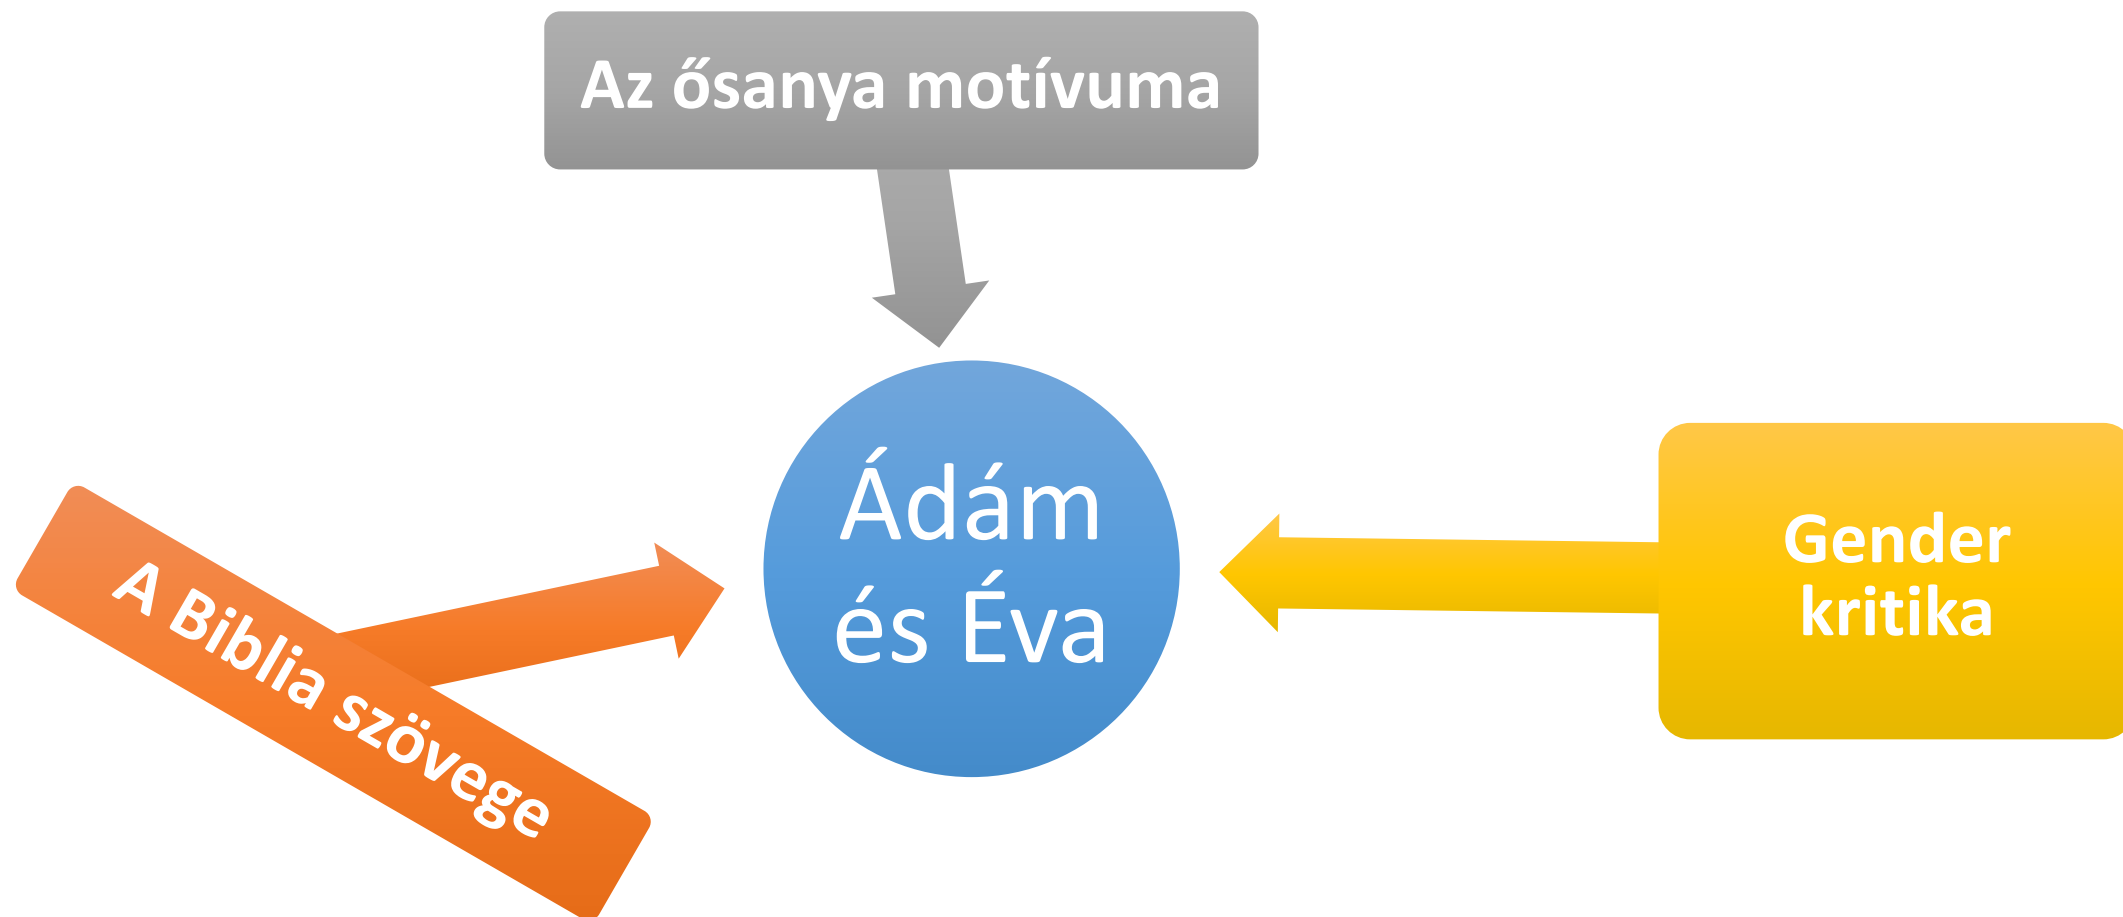 Az ősanya motívuma
Ádám
és Éva
Gender
kritika
A Biblia szövege